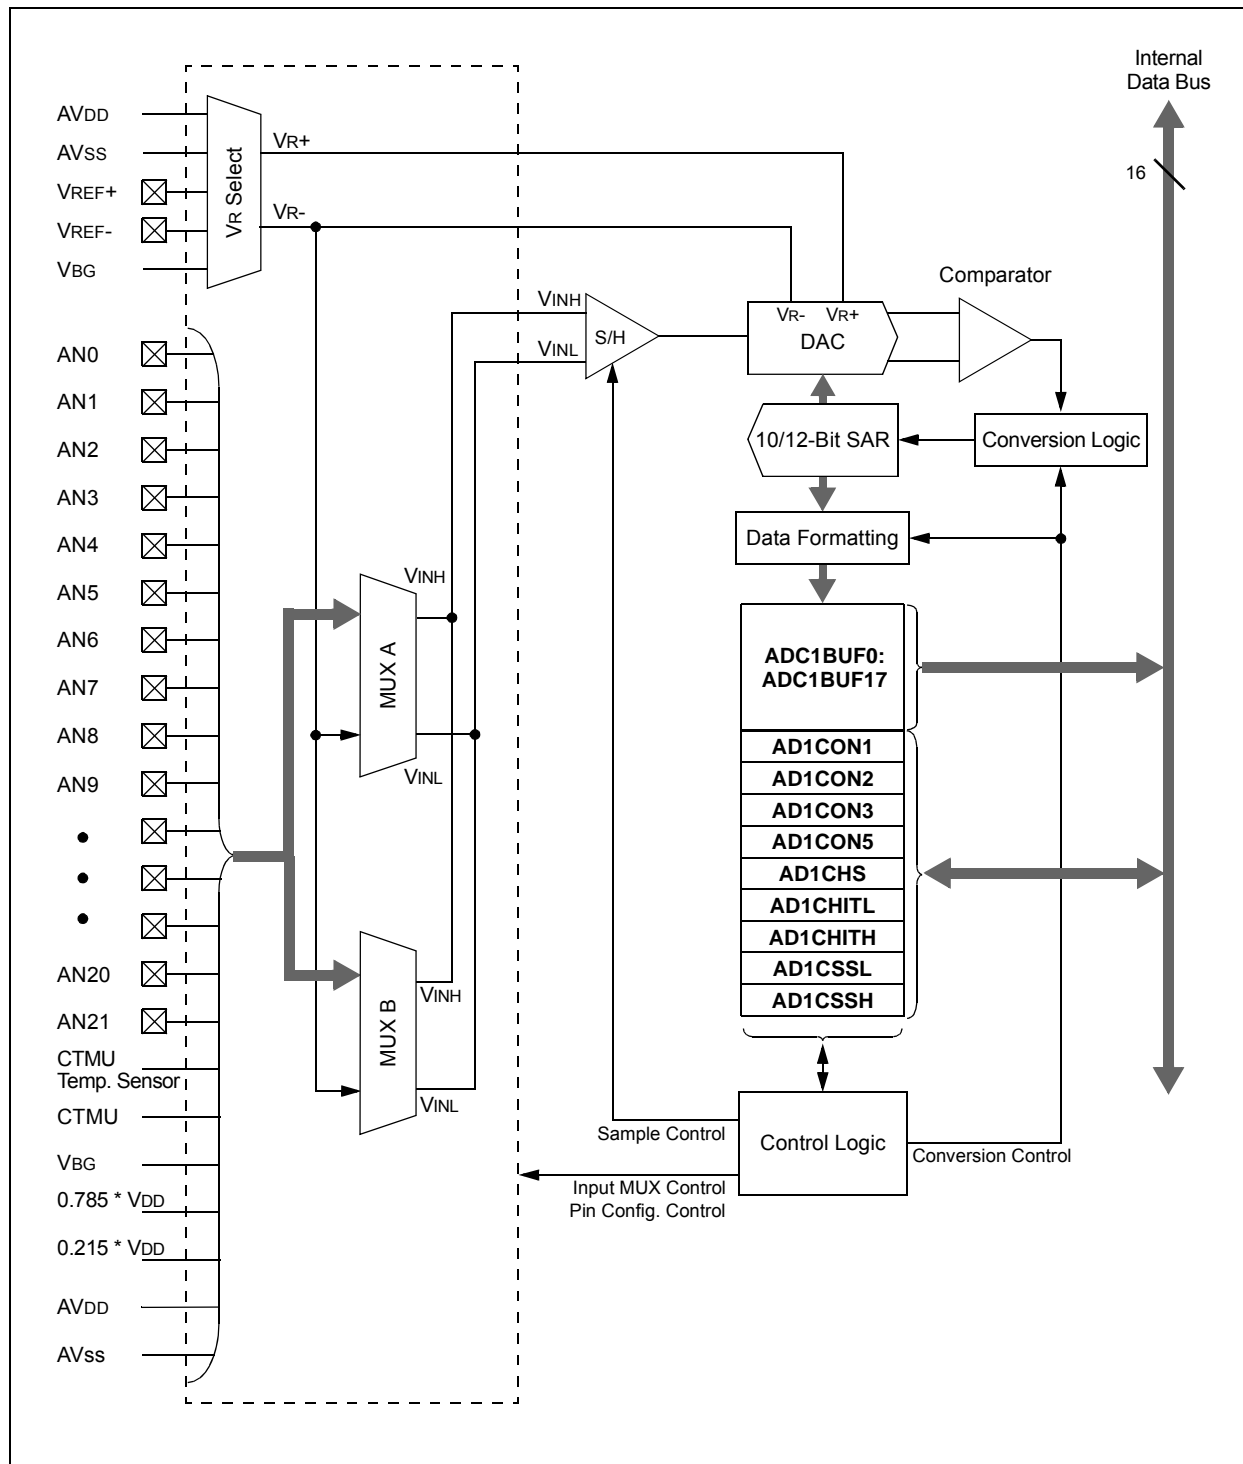 Internal
Data Bus
16
AVDD
AVSS
VREF+
VREF-
VBG
VR Select
VR+
VR-
AN0
AN1
AN2
AN3
AN4
AN5
AN6
AN7
AN8
AN9
AN20
AN21
CTMU
Temp. Sensor
CTMU
VBG
0.785 * VDD
0.215 * VDD
AVDD
AVss
VINH
MUX A
VINL
MUX B
VINH
VINL
VINH
VINL
S/H
VR- VR+
DAC
Comparator
10/12-Bit SAR
Conversion Logic
Data Formatting
ADC1BUF0:
ADC1BUF17
AD1CON1
AD1CON2
AD1CON3
AD1CON5
AD1CHS
AD1CHITL
AD1CHITH
AD1CSSL
AD1CSSH
Control Logic
Sample Control
Conversion Control
Input MUX Control
Pin Config. Control